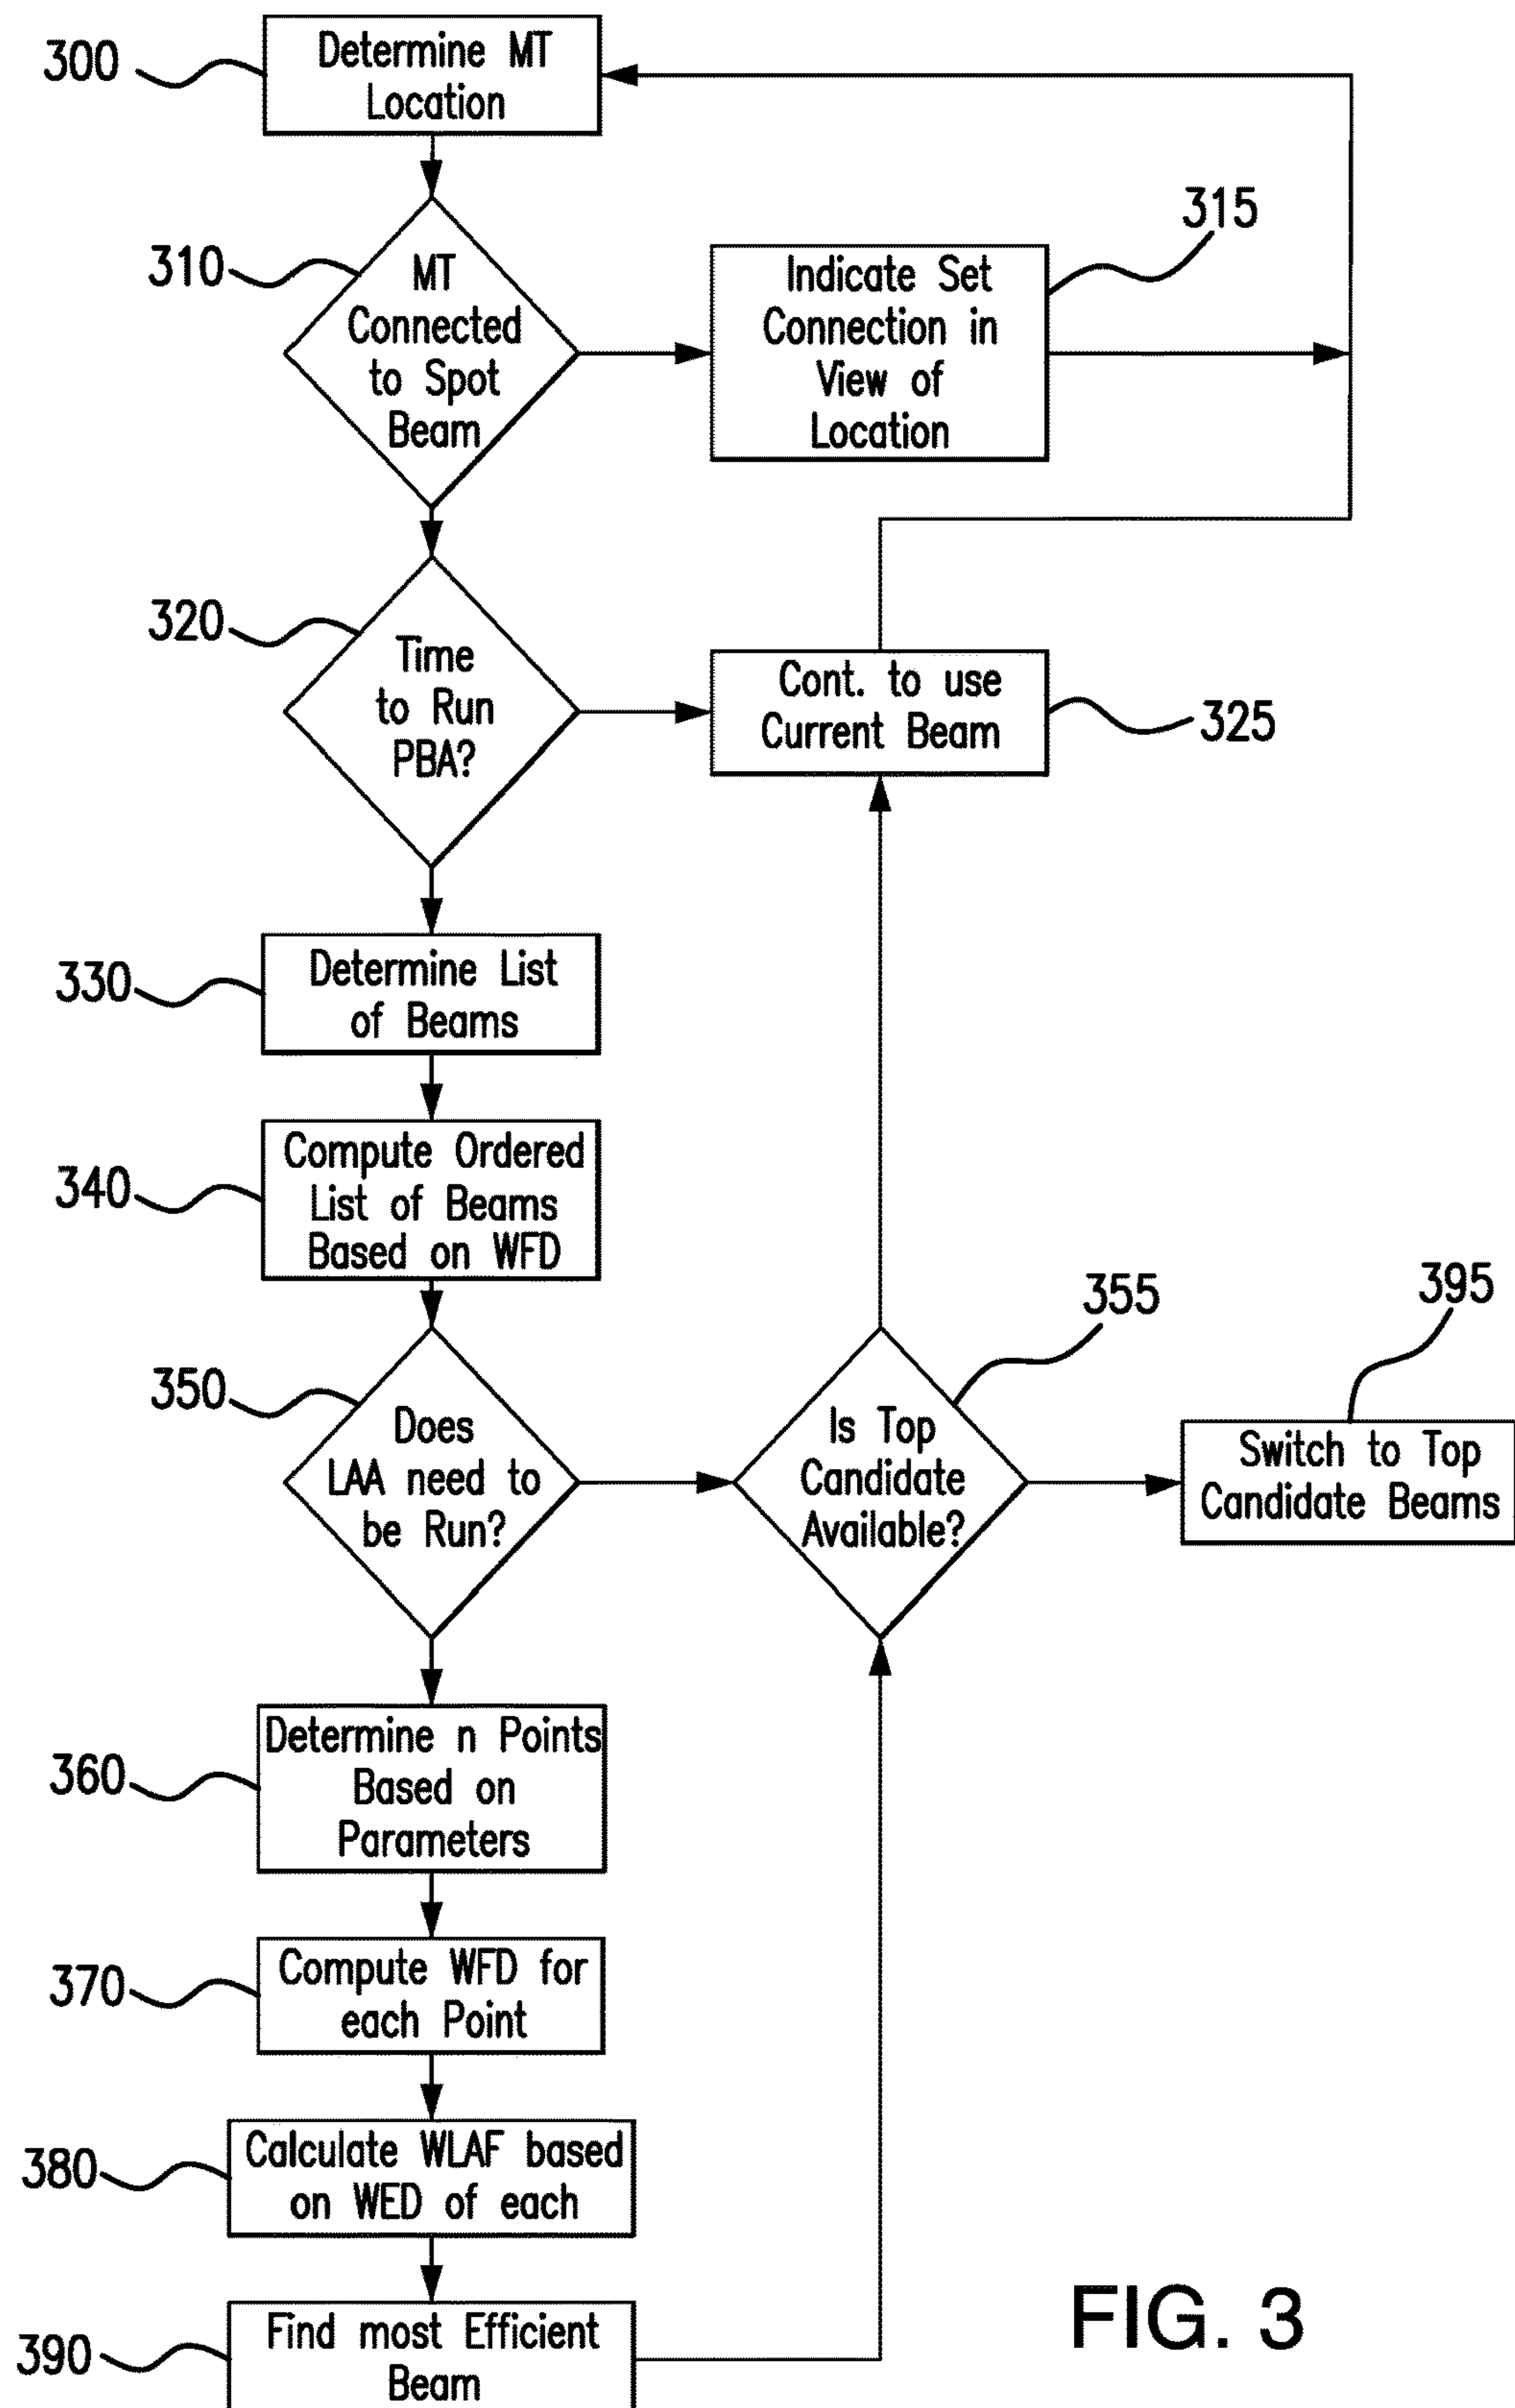 300
Determine MT
Location
310
MT
Connected
to Spot
Beam
315
Indicate Set
Connection in
View of
Location
320
Time
to Run
PBA?
Cont. to use
Current Beam
325
330
Determine List
of Beams
340
Compute Ordered
List of Beams
Based on WFD
350
Does
LAA need to
be Run?
355
Is Top
Candidate
Available?
395
Switch to Top
Candidate Beams
360
Determine n Points
Based on
Parameters
370
Compute WFD for
each Point
380
Calculate WLAF based
on WED of each
390
Find most Efficient
Beam
FIG. 3